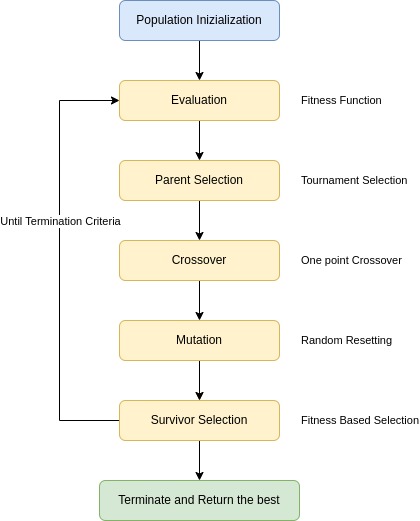 Population Inizialization
Evaluation
Fitness Function
Parent Selection
Tournament Selection
Until Termination Criteria
Crossover
One point Crossover
Mutation
Random Resetting
Survivor Selection
Fitness Based Selection
Terminate and Return the best